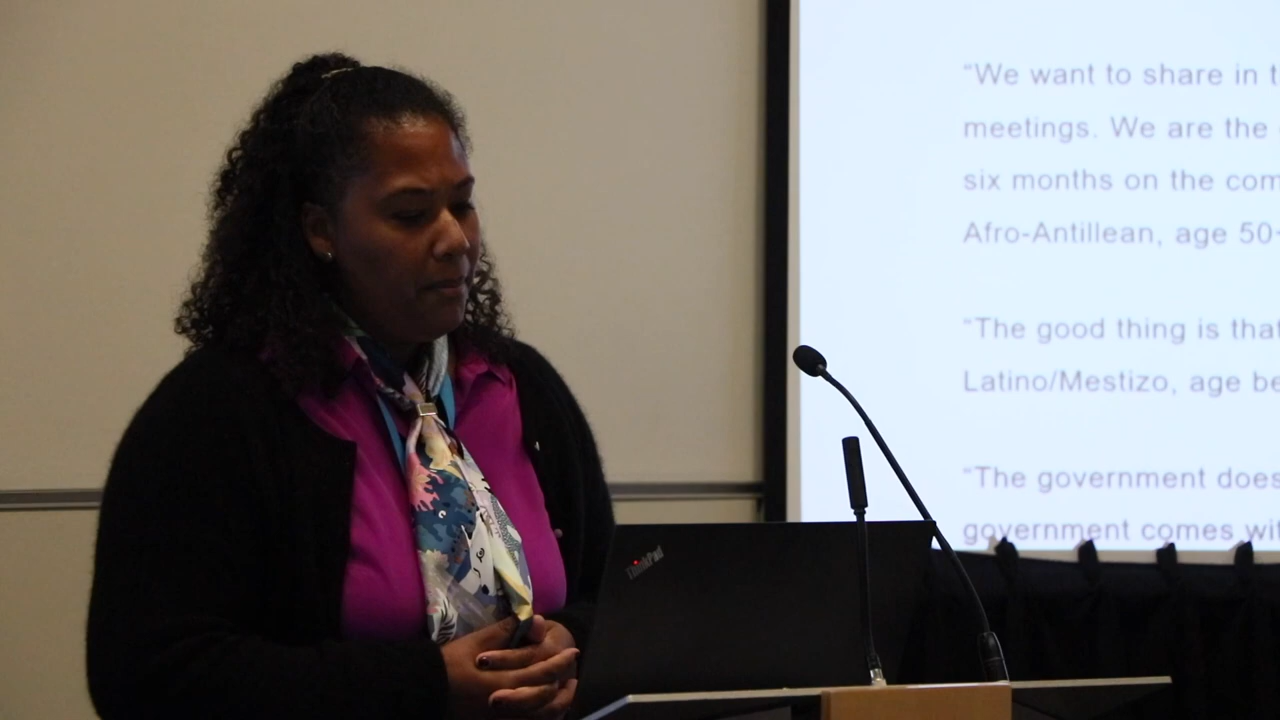 “We want to share in
meetings. We are the
six months on the com
Afro-Antillean, age 50
“The good thing is that
Latino/Mestizo, age be
“The government does
government comes wit
ThinkPad